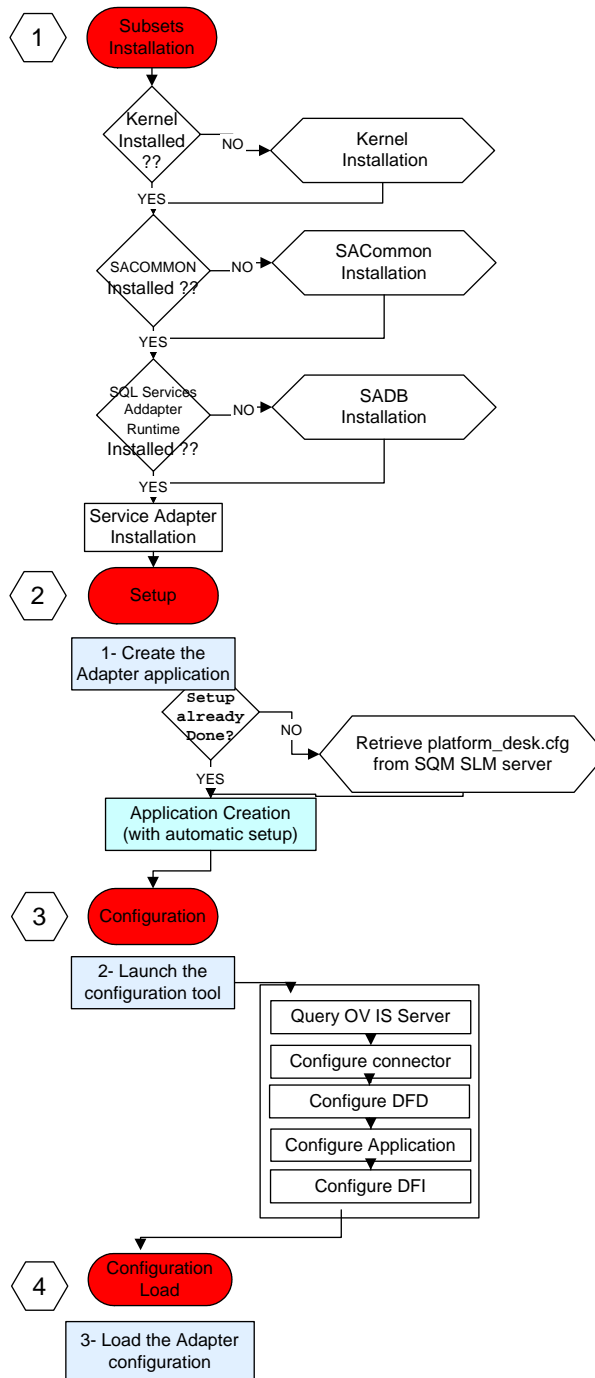 1
Subsets
Installation
Kernel
Installed
??
NO
Kernel
Installation
YES
SACOMMON
Installed ??
NO
SACommon
Installation
YES
SQL Services
Addapter
Runtime
Installed ??
NO
SADB
Installation
YES
Service Adapter
Installation
2
Setup
1- Create the
Adapter application
Setup
already
Done?
NO
Retrieve platform_desk.cfg
from SQM SLM server
YES
Application Creation
(with automatic setup)
3
Configuration
2- Launch the
configuration tool
Query OV IS Server
Configure connector
Configure DFD
Configure Application
Configure DFI
4
Configuration
Load
3- Load the Adapter
configuration